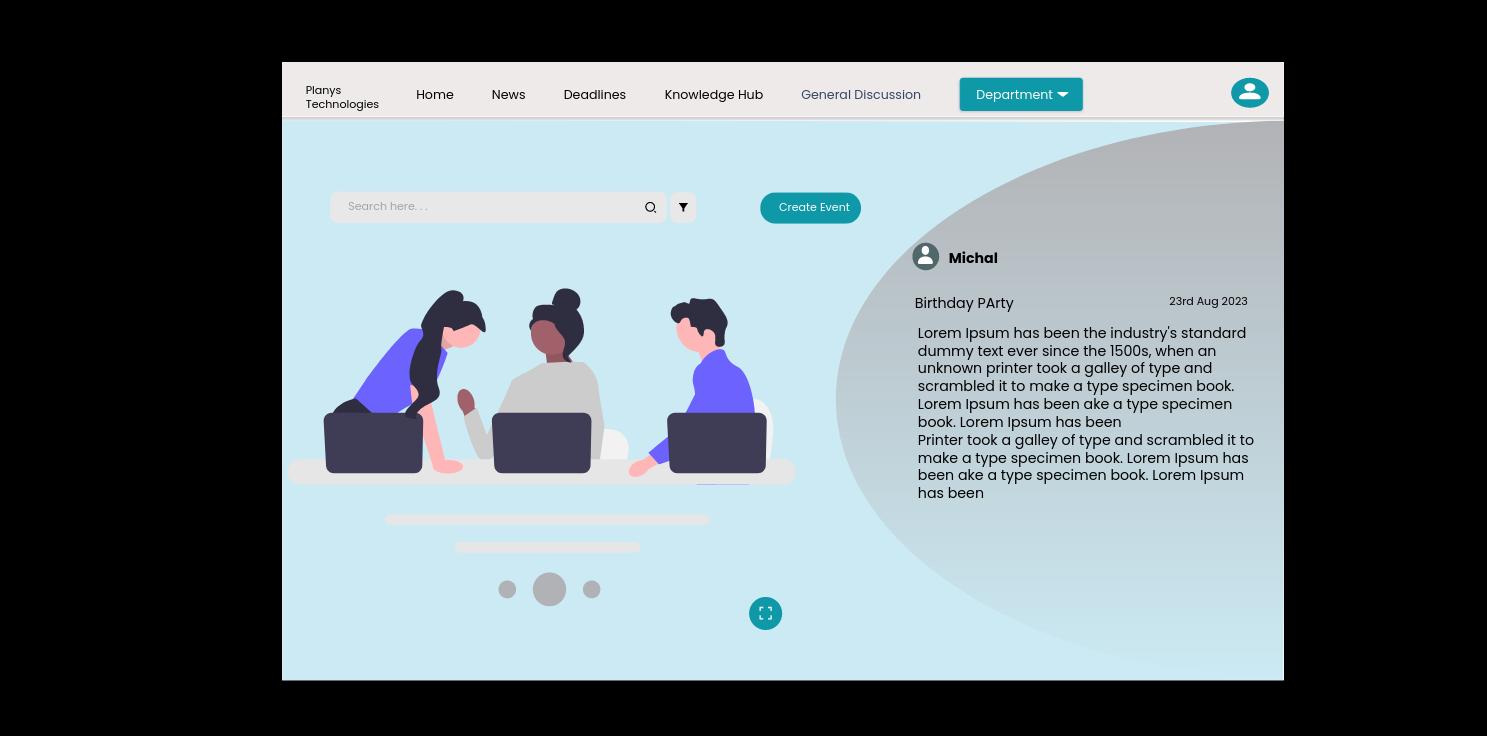 Planys
Technologies
Home
News
Deadlines
Knowledge Hub
General Discussion
Department
Search here. . .
Create Event
Michal
Birthday PArty
23rd Aug 2023
Lorem Ipsum has been the industry's standard
dummy text ever since the 1500s, when an
unknown printer took a galley of type and
scrambled it to make a type specimen book.
Lorem Ipsum has been ake a type specimen
book. Lorem Ipsum has been
Printer took a galley of type and scrambled it to
make a type specimen book. Lorem Ipsum has
been ake a type specimen book. Lorem Ipsum
has been